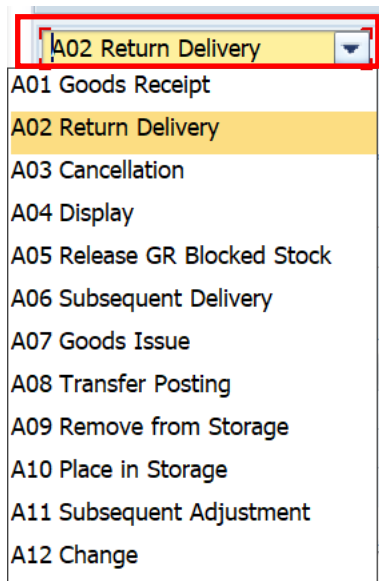 A02 Return Delivery
A01 Goods Receipt
A02 Return Delivery
A03 Cancellation
A04 Display
A05 Release GR Blocked Stock
A06 Subsequent Delivery
A07 Goods Issue
A08 Transfer Posting
A09 Remove from Storage
A10 Place in Storage
A11 Subsequent Adjustment
A12 Change